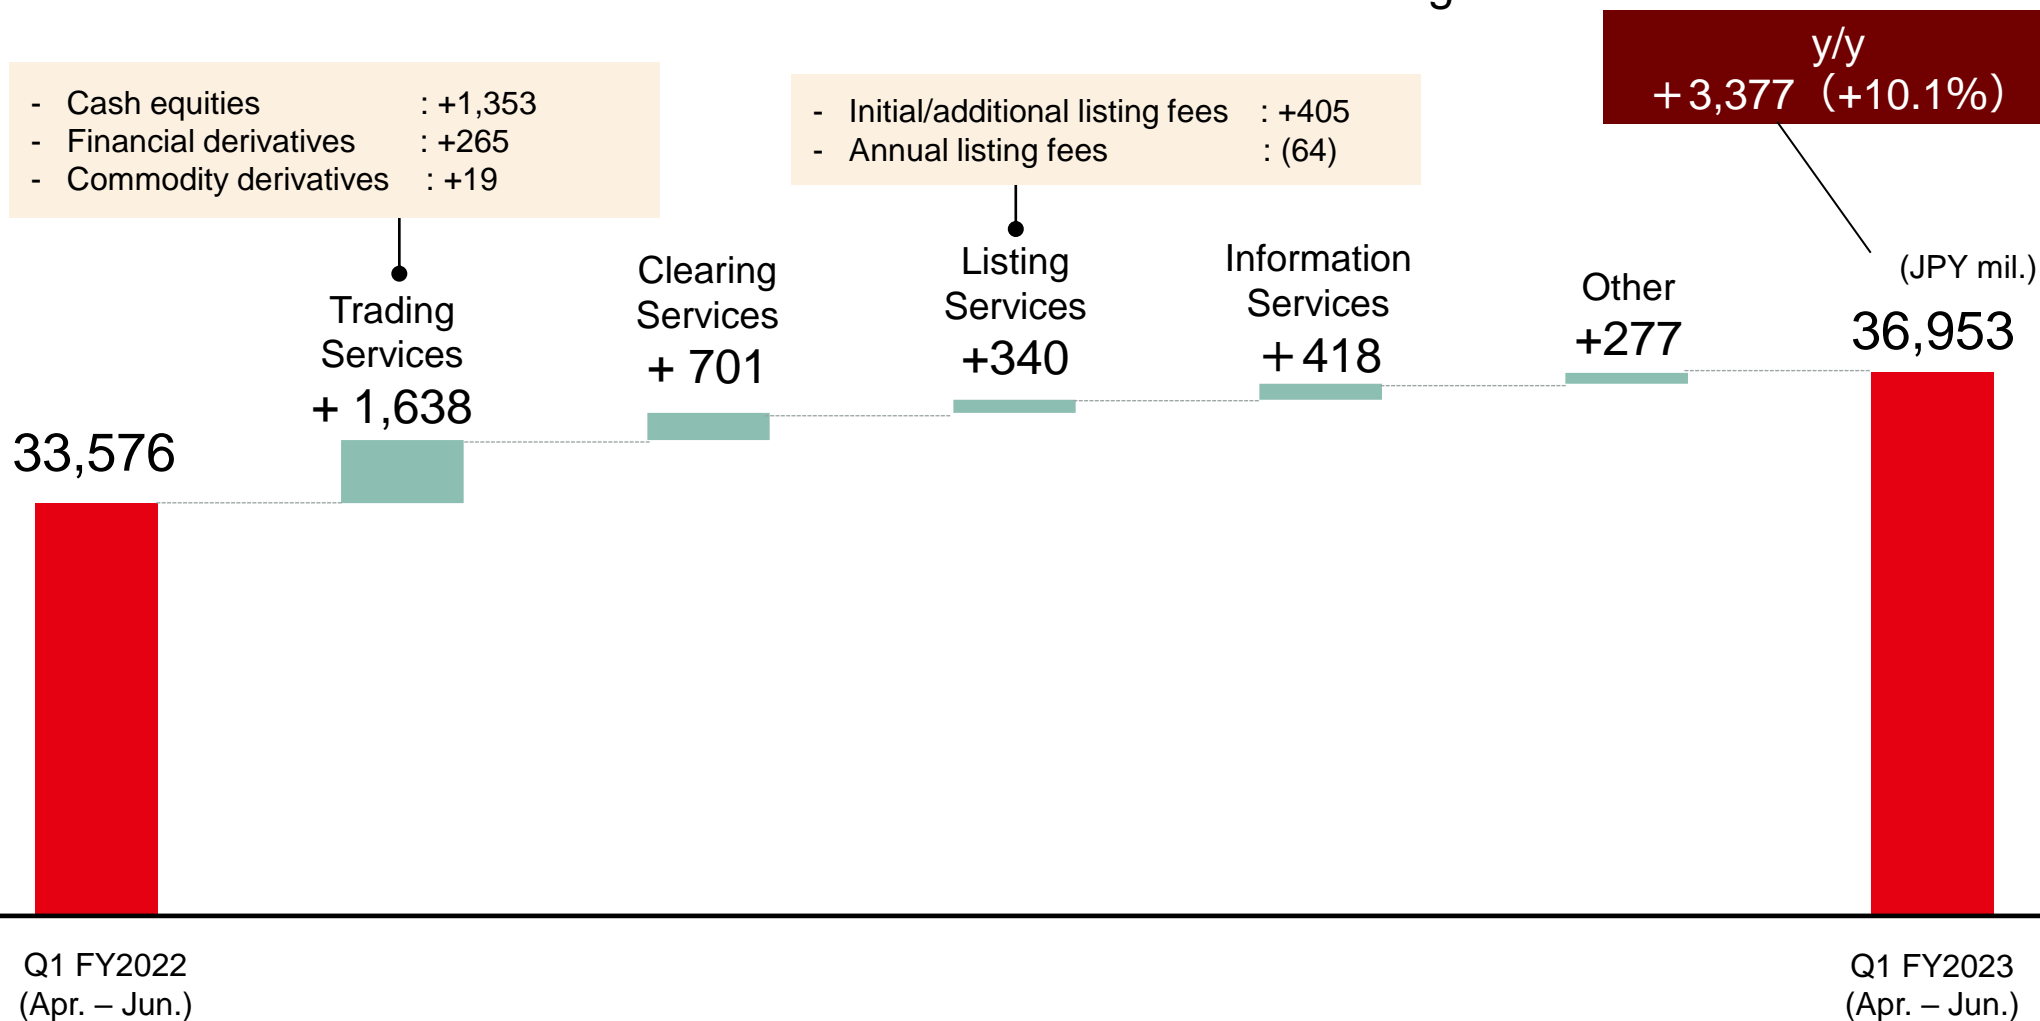 y/y
＋3,377（+10.1%）
- Cash equities : +1,353
- Financial derivatives : +265
- Commodity derivatives : +19
- Initial/additional listing fees : +405
- Annual listing fees : (64)
(JPY mil.)
Trading
Services
+ 1,638
Clearing
Services
+ 701
Listing
Services
+340
Information
Services
＋418
Other
+277
33,576
36,953
Q1 FY2022
(Apr. – Jun.)
Q1 FY2023
(Apr. – Jun.)